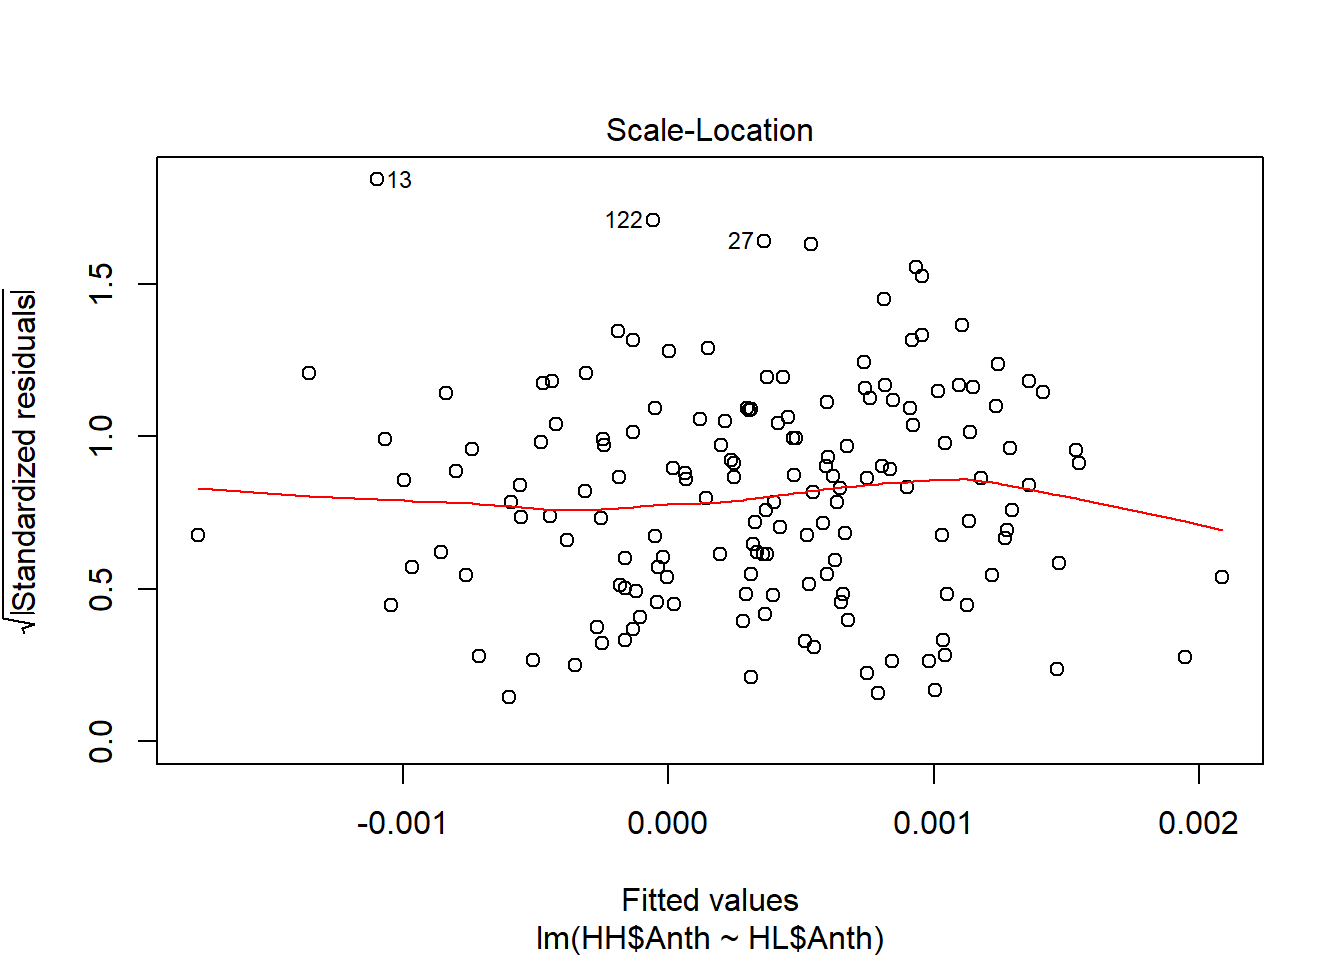 Scale-Location
13
122
27
√|Standardized residuals|
0.0 0.5 1.0 1.5
-0.001 0.000 0.001 0.002
Fitted values
lm(HH$Anth ~ HL$Anth)